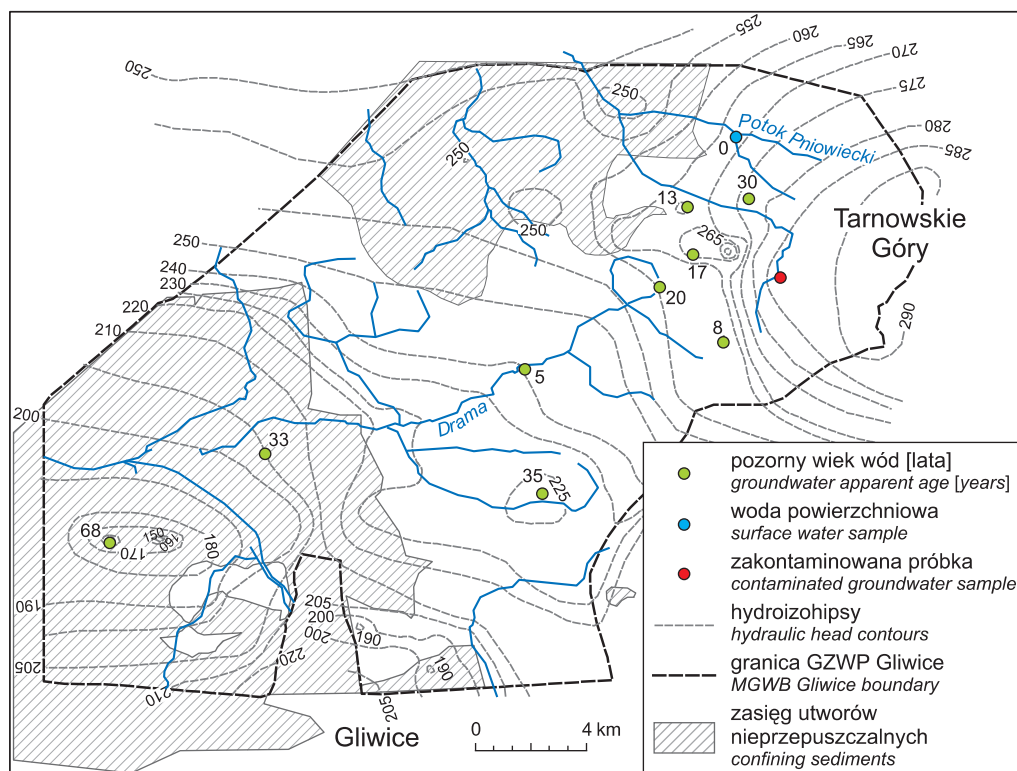 250
255
260
265
270
275
280
285
250
Potok Pniowiecki
0
250
30
13
Tarnowskie
Góry
250
265
250
17
240
230
20
220
290
210
8
5
200
Drama
33
35
225
68
150
160
170
180
190
205
200
190
200
220
190
205
210
205
Gliwice
0 4 km
pozorny wiek wód [lata]
groundwater apparent age [years]
woda powierzchniowa
surface water sample
zakontaminowana próbka
contaminated groundwater sample
hydroizohipsy
hydraulic head contours
granica GZWP Gliwice
MGWB Gliwice boundary
zasięg utworów
nieprzepuszczalnych
confining sediments